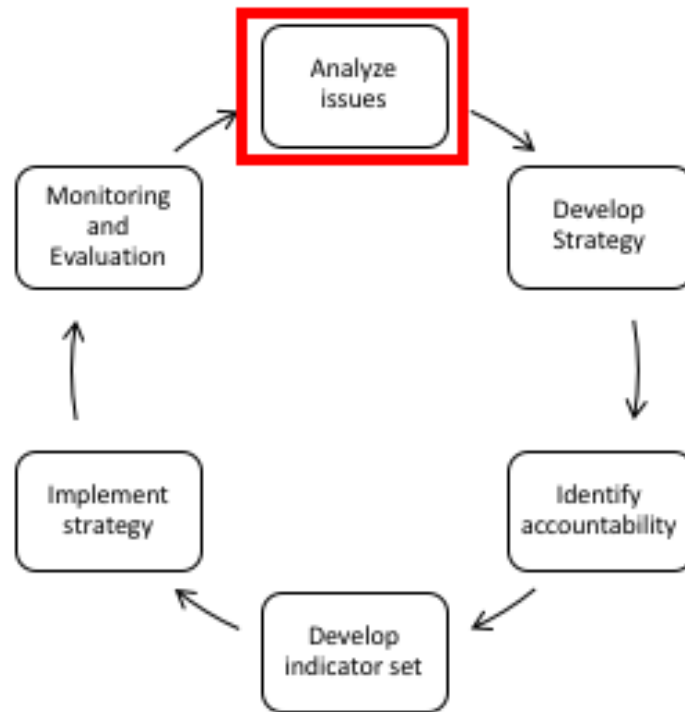 Analyze
issues
Develop
Strategy
Identify
accountability
Develop
indicator set
Implement
strategy
Monitoring
and
Evaluation